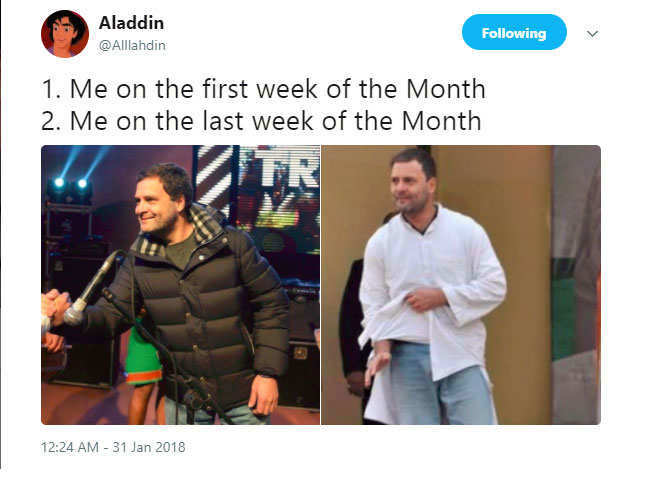 Aladdin
@Alllahdin
Following
1. Me on the first week of the Month
2. Me on the last week of the Month
TR
12:24 AM - 31 Jan 2018